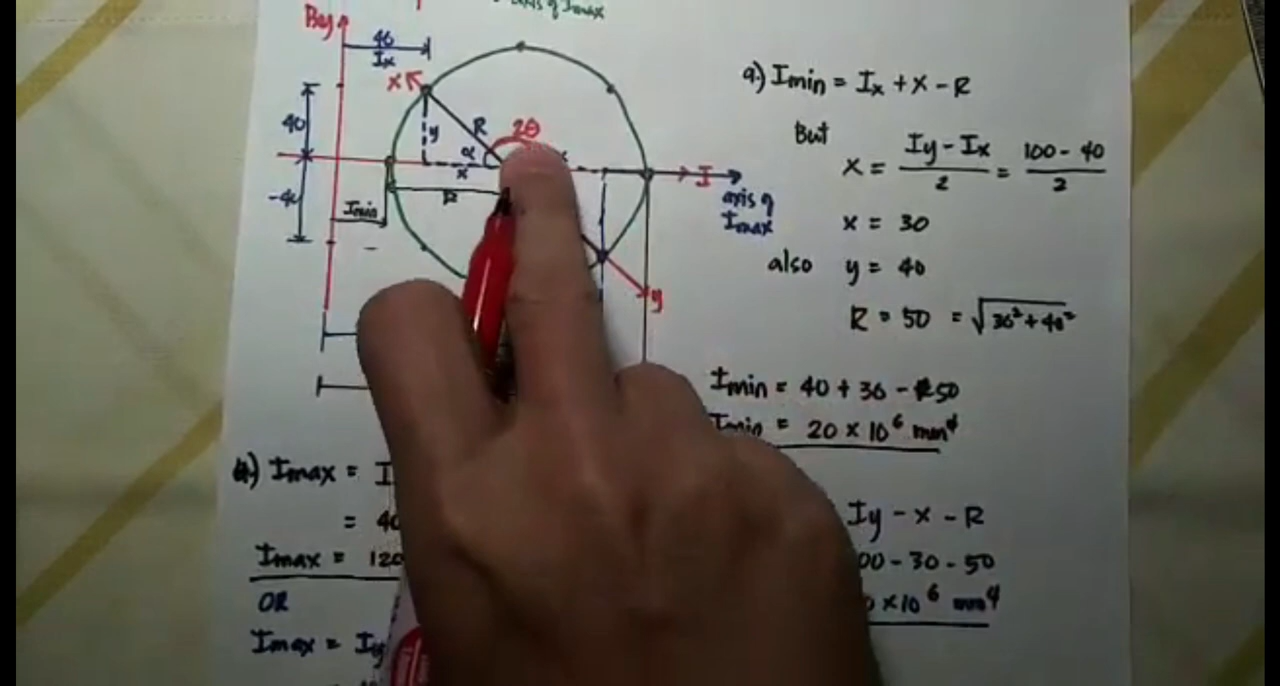 axis of Imax
Bxy
40
Ix
X
40
y
R
2θ
α
x
I
-40
R
Imin
axis of
Imax
y
a.) Imin = Ix + x - R
But
x = Iy - Ix / 2 = 100 - 40 / 2
x = 30
also y = 40
R = 50 = √30² + 40²
Imin = 40 + 30 - 50
Imin = 20 x 10⁶ mm⁴
Iy - x - R
00 - 30 - 50
x 10⁶ mm⁴
Imax = I
= 40
Imax = 120
OR
Imax = Iy